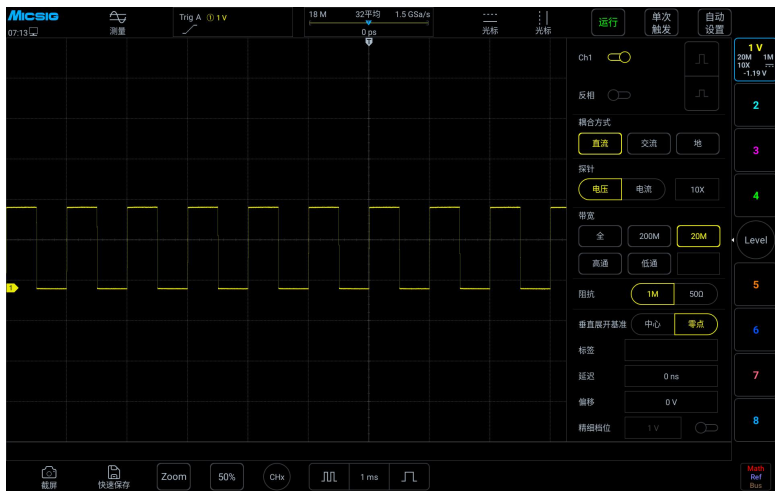 Micsig
07:13
测量
Trig A ① 1 V
18 M 32平均 1.5 GSa/s
0 ps
T
光标
光标
运行
单次
触发
自动
设置
Ch1
反相
耦合方式
直流 交流 地
探针
电压 电流 10X
带宽
全 200M 20M
高通 低通
阻抗 1M 50Ω
垂直展开基准 中心 零点
标签
延迟 0 ns
偏移 0 V
精细档位 1 V
1 V
20M 1M
10X
-1.19 V
2
3
4
Level
5
6
7
8
1
截屏
快速保存
Zoom
50%
CHx
1 ms
Math
Ref
Bus